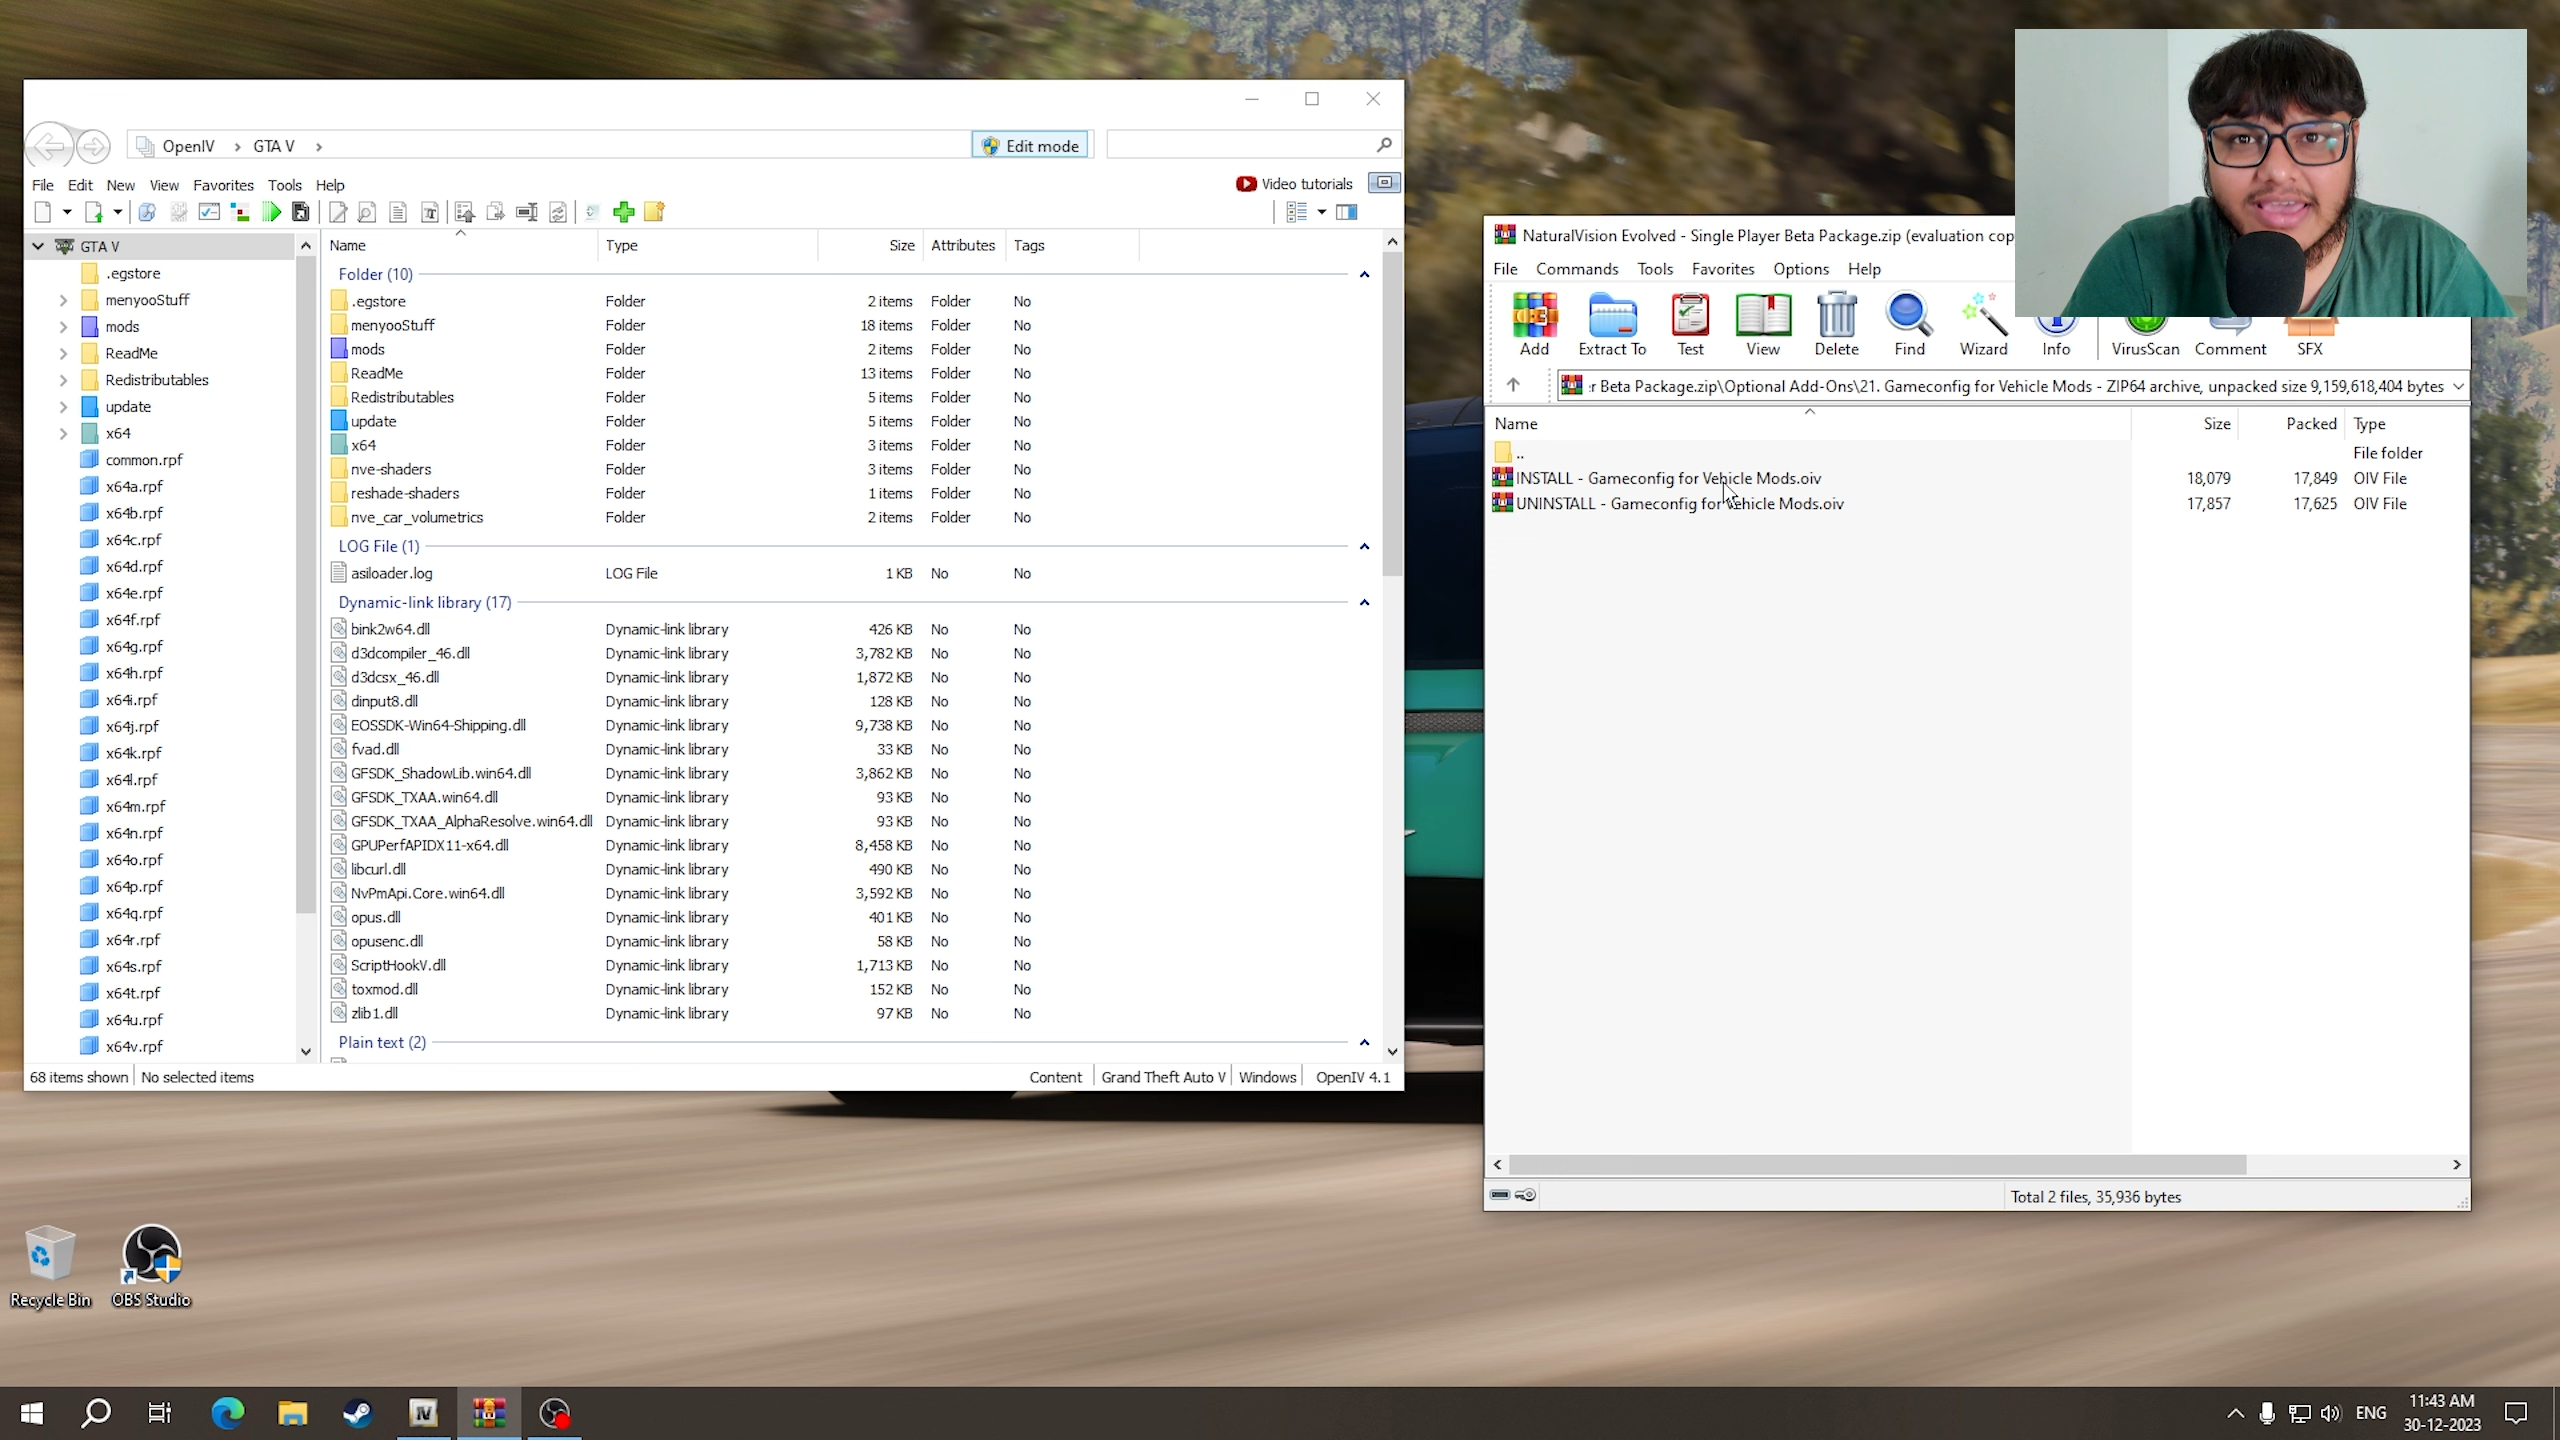 OpenIV
GTA V
Edit mode
File Edit New View Favorites Tools Help
Video tutorials
GTA V
.egstore
menyooStuff
mods
ReadMe
Redistributables
update
x64
common.rpf
x64a.rpf
x64b.rpf
x64c.rpf
x64d.rpf
x64e.rpf
x64f.rpf
x64g.rpf
x64h.rpf
x64i.rpf
x64j.rpf
x64k.rpf
x64l.rpf
x64m.rpf
x64n.rpf
x64o.rpf
x64p.rpf
x64q.rpf
x64r.rpf
x64s.rpf
x64t.rpf
x64u.rpf
x64v.rpf
Name Type Size Attributes Tags
Folder (10)
.egstore Folder 2 items Folder No
menyooStuff Folder 18 items Folder No
mods Folder 2 items Folder No
ReadMe Folder 13 items Folder No
Redistributables Folder 5 items Folder No
update Folder 5 items Folder No
x64 Folder 3 items Folder No
nve-shaders Folder 3 items Folder No
reshade-shaders Folder 1 items Folder No
nve_car_volumetrics Folder 2 items Folder No
LOG File (1)
asiloader.log LOG File 1 KB No No
Dynamic-link library (17)
bink2w64.dll Dynamic-link library 426 KB No No
d3dcompiler_46.dll Dynamic-link library 3,782 KB No No
d3dcsx_46.dll Dynamic-link library 1,872 KB No No
dinput8.dll Dynamic-link library 128 KB No No
EOSSDK-Win64-Shipping.dll Dynamic-link library 9,738 KB No No
fvad.dll Dynamic-link library 33 KB No No
GFSDK_ShadowLib.win64.dll Dynamic-link library 3,862 KB No No
GFSDK_TXAA.win64.dll Dynamic-link library 93 KB No No
GFSDK_TXAA_AlphaResolve.win64.dll Dynamic-link library 93 KB No No
GPUPerfAPIDX11-x64.dll Dynamic-link library 8,458 KB No No
libcurl.dll Dynamic-link library 490 KB No No
NvPmApi.Core.win64.dll Dynamic-link library 3,592 KB No No
opus.dll Dynamic-link library 401 KB No No
opusenc.dll Dynamic-link library 58 KB No No
ScriptHookV.dll Dynamic-link library 1,713 KB No No
toxmod.dll Dynamic-link library 152 KB No No
zlib1.dll Dynamic-link library 97 KB No No
Plain text (2)
68 items shown No selected items Content Grand Theft Auto V Windows OpenIV 4.1
NaturalVision Evolved - Single Player Beta Package.zip (evaluation cop
File Commands Tools Favorites Options Help
Add Extract To Test View Delete Find Wizard Info VirusScan Comment SFX
r Beta Package.zip\Optional Add-Ons\21. Gameconfig for Vehicle Mods - ZIP64 archive, unpacked size 9,159,618,404 bytes
Name Size Packed Type
.. File folder
INSTALL - Gameconfig for Vehicle Mods.oiv 18,079 17,849 OIV File
UNINSTALL - Gameconfig for Vehicle Mods.oiv 17,857 17,625 OIV File
Total 2 files, 35,936 bytes
Recycle Bin
OBS Studio
IV
ENG
11:43 AM
30-12-2023